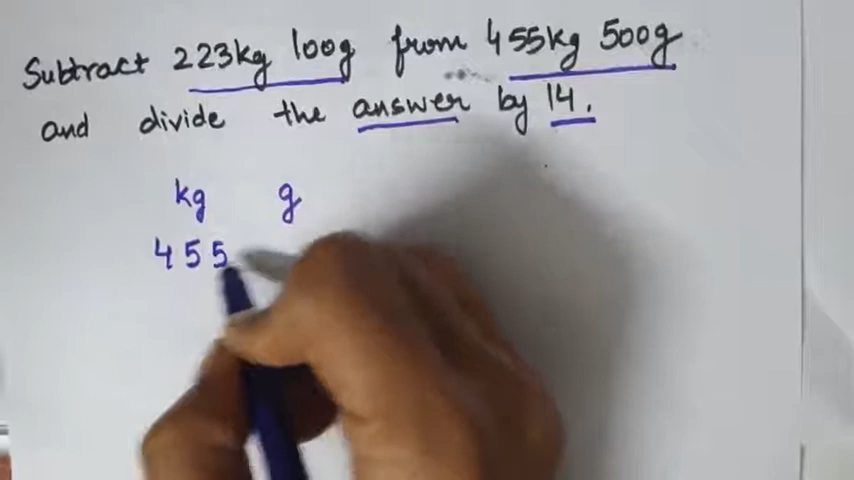 Subtract 223kg 100g from 455kg 500g
and divide the answer by 14.
kg g
455